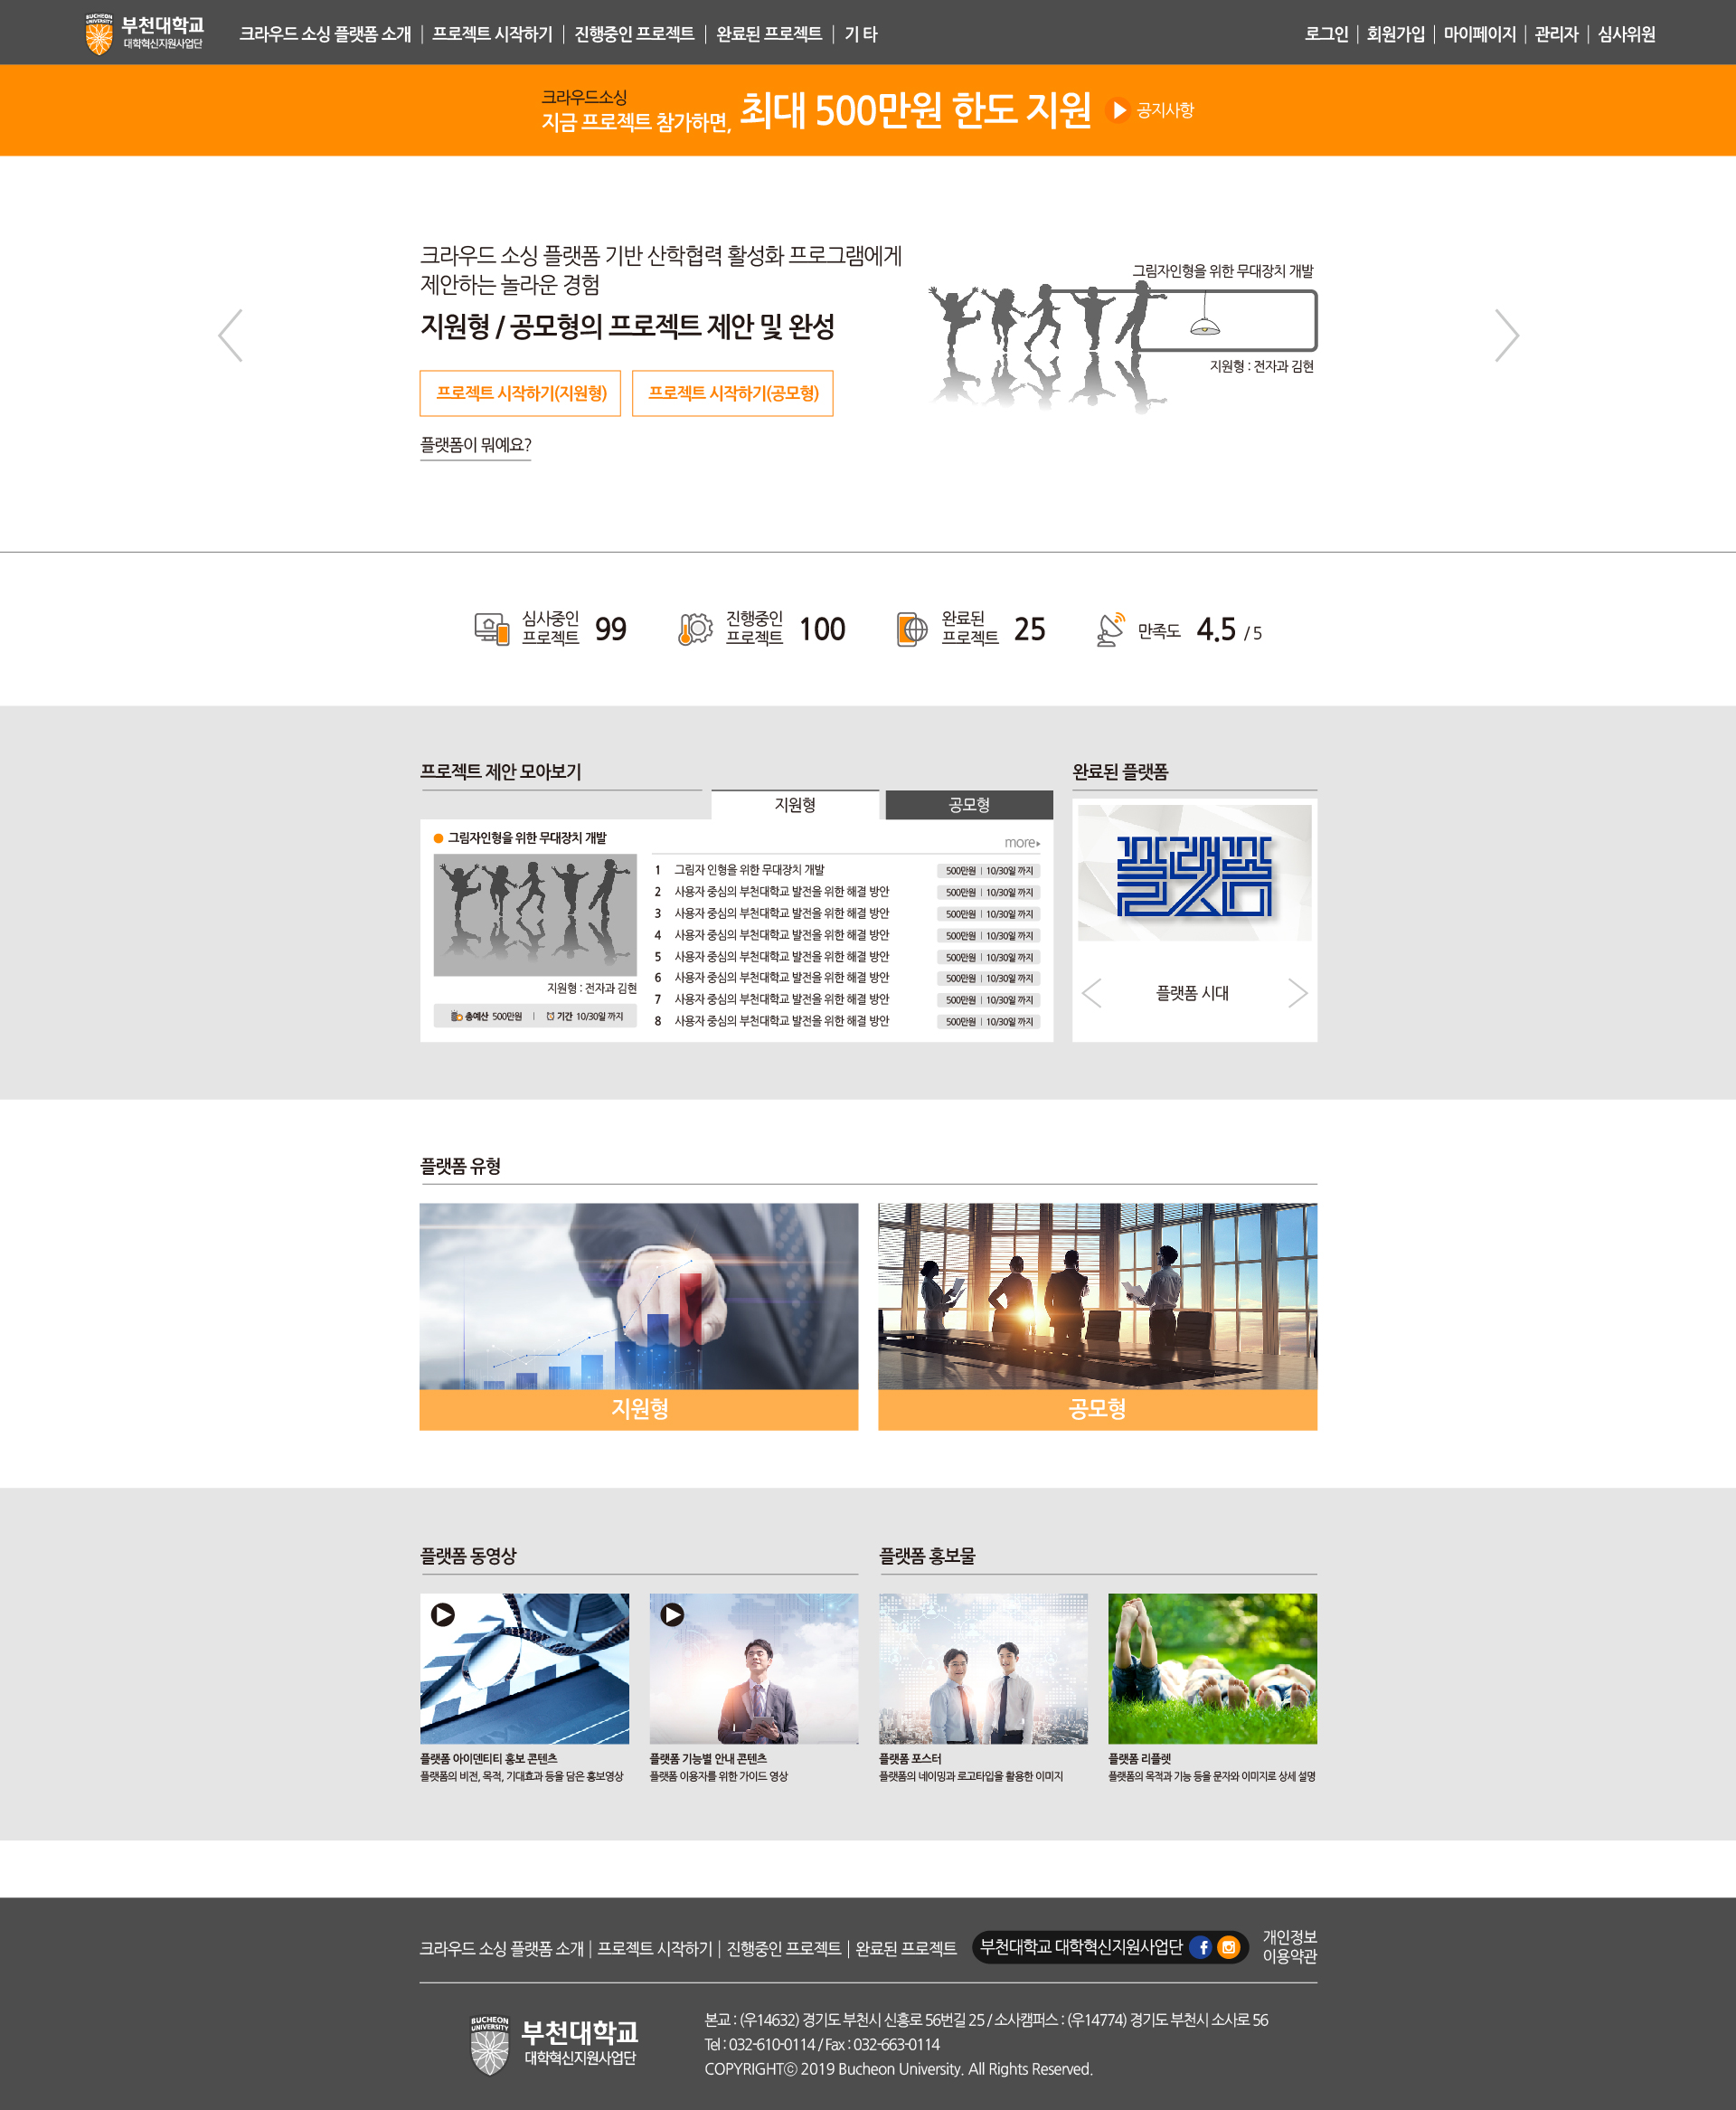 BUCHEON UNIVERSITY
부천대학교
대학혁신지원사업단
크라우드 소싱 플랫폼 소개 | 프로젝트 시작하기 | 진행중인 프로젝트 | 완료된 프로젝트 | 기 타
로그인 | 회원가입 | 마이페이지 | 관리자 | 심사위원
크라우드소싱
지금 프로젝트 참가하면, 최대 500만원 한도 지원 공지사항
크라우드 소싱 플랫폼 기반 산학협력 활성화 프로그램에게
제안하는 놀라운 경험
지원형 / 공모형의 프로젝트 제안 및 완성
프로젝트 시작하기(지원형) 프로젝트 시작하기(공모형)
플랫폼이 뭐예요?
그림자인형을 위한 무대장치 개발
지원형 : 전자과 김현
심사중인 프로젝트 99
진행중인 프로젝트 100
완료된 프로젝트 25
만족도 4.5 / 5
프로젝트 제안 모아보기
지원형 공모형
그림자인형을 위한 무대장치 개발
지원형 : 전자과 김현
총예산 500만원 | 기간 10/30일 까지
more
1 그림자 인형을 위한 무대장치 개발 500만원 | 10/30일 까지
2 사용자 중심의 부천대학교 발전을 위한 해결 방안 500만원 | 10/30일 까지
3 사용자 중심의 부천대학교 발전을 위한 해결 방안 500만원 | 10/30일 까지
4 사용자 중심의 부천대학교 발전을 위한 해결 방안 500만원 | 10/30일 까지
5 사용자 중심의 부천대학교 발전을 위한 해결 방안 500만원 | 10/30일 까지
6 사용자 중심의 부천대학교 발전을 위한 해결 방안 500만원 | 10/30일 까지
7 사용자 중심의 부천대학교 발전을 위한 해결 방안 500만원 | 10/30일 까지
8 사용자 중심의 부천대학교 발전을 위한 해결 방안 500만원 | 10/30일 까지
완료된 플랫폼
플랫폼
플랫폼 시대
플랫폼 유형
지원형
공모형
플랫폼 동영상
플랫폼 아이덴티티 홍보 콘텐츠
플랫폼의 비전, 목적, 기대효과 등을 담은 홍보영상
플랫폼 기능별 안내 콘텐츠
플랫폼 이용자를 위한 가이드 영상
플랫폼 홍보물
플랫폼 포스터
플랫폼의 네이밍과 로고타입을 활용한 이미지
플랫폼 리플렛
플랫폼의 목적과 기능 등을 문자와 이미지로 상세 설명
크라우드 소싱 플랫폼 소개 | 프로젝트 시작하기 | 진행중인 프로젝트 | 완료된 프로젝트
부천대학교 대학혁신지원사업단
개인정보
이용약관
BUCHEON UNIVERSITY
부천대학교
대학혁신지원사업단
본교 : (우14632) 경기도 부천시 신흥로 56번길 25 / 소사캠퍼스 : (우14774) 경기도 부천시 소사로 56
Tel : 032-610-0114 / Fax : 032-663-0114
COPYRIGHTⓒ 2019 Bucheon University. All Rights Reserved.